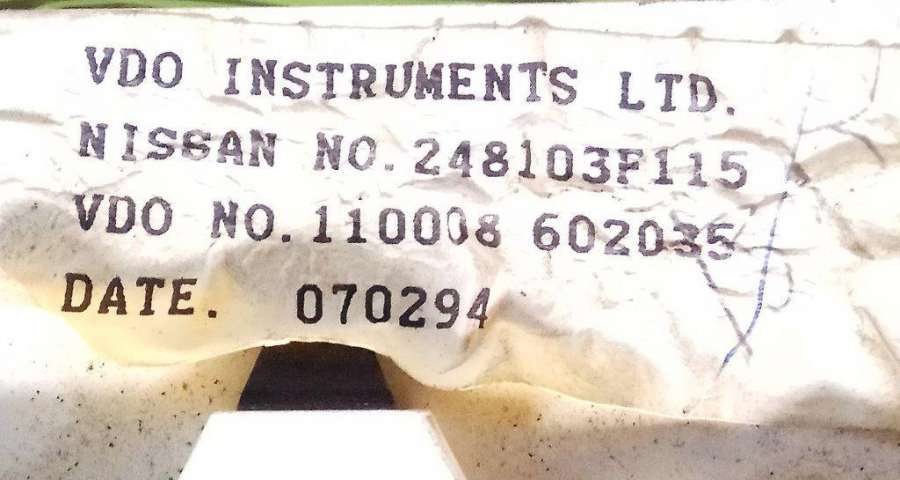 VDO INSTRUMENTS LTD.
NISSAN NO.248103F115
VDO NO.110008 602035
DATE. 070294